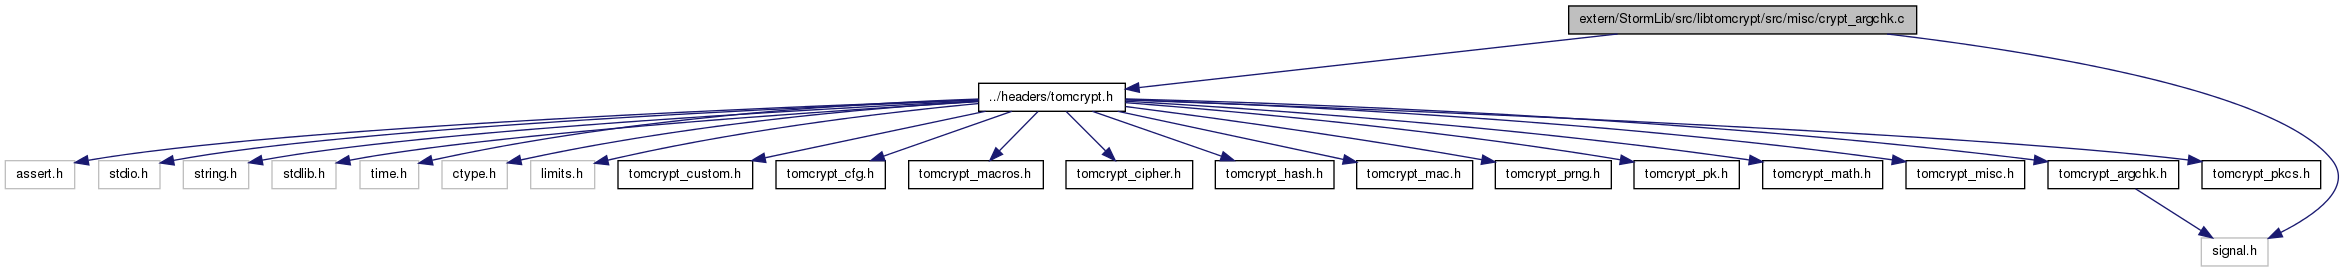 extern/StormLib/src/libtomcrypt/src/misc/crypt_argchk.c
../headers/tomcrypt.h
assert.h
stdio.h
string.h
stdlib.h
time.h
ctype.h
limits.h
tomcrypt_custom.h
tomcrypt_cfg.h
tomcrypt_macros.h
tomcrypt_cipher.h
tomcrypt_hash.h
tomcrypt_mac.h
tomcrypt_prng.h
tomcrypt_pk.h
tomcrypt_math.h
tomcrypt_misc.h
tomcrypt_argchk.h
tomcrypt_pkcs.h
signal.h